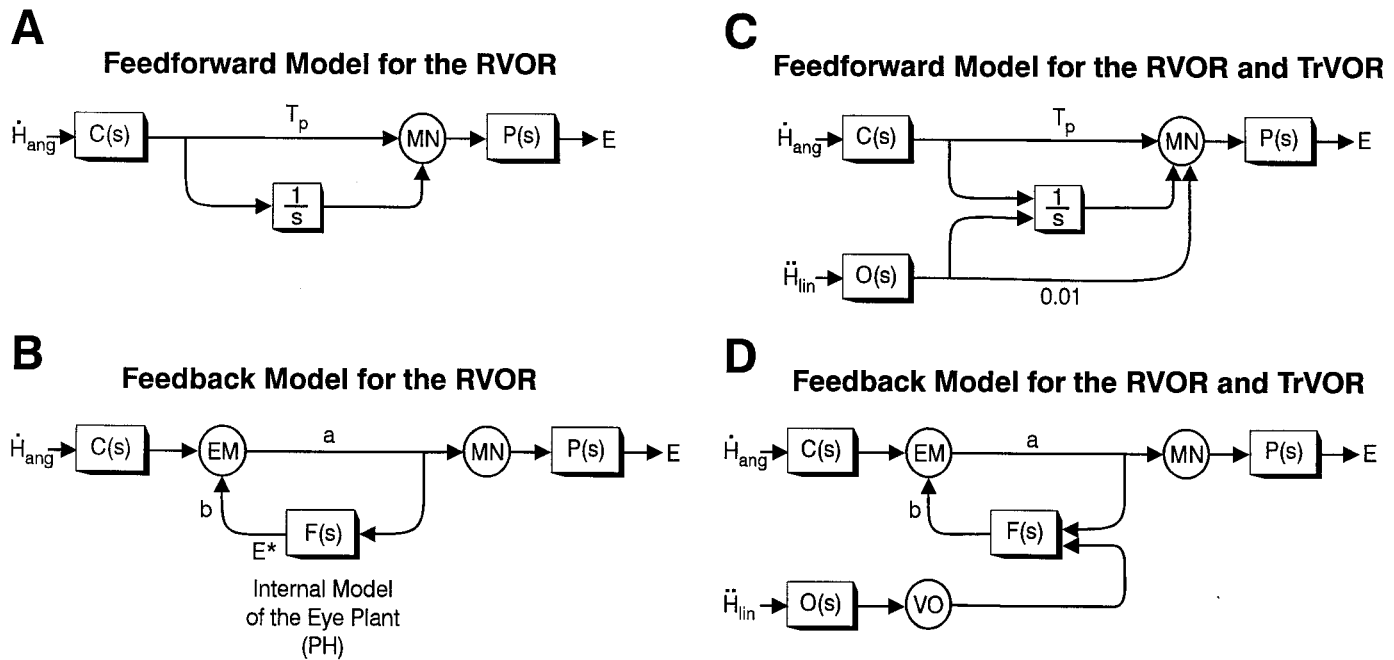 A
Feedforward Model for the RVOR
Ḣang
C(s)
Tp
MN
P(s)
E
1
s
B
Feedback Model for the RVOR
Ḣang
C(s)
EM
a
MN
P(s)
E
b
F(s)
E*
Internal Model
of the Eye Plant
(PH)
C
Feedforward Model for the RVOR and TrVOR
Ḣang
C(s)
Tp
MN
P(s)
E
1
s
Ḧlin
O(s)
0.01
D
Feedback Model for the RVOR and TrVOR
Ḣang
C(s)
EM
a
MN
P(s)
E
b
F(s)
Ḧlin
O(s)
VO